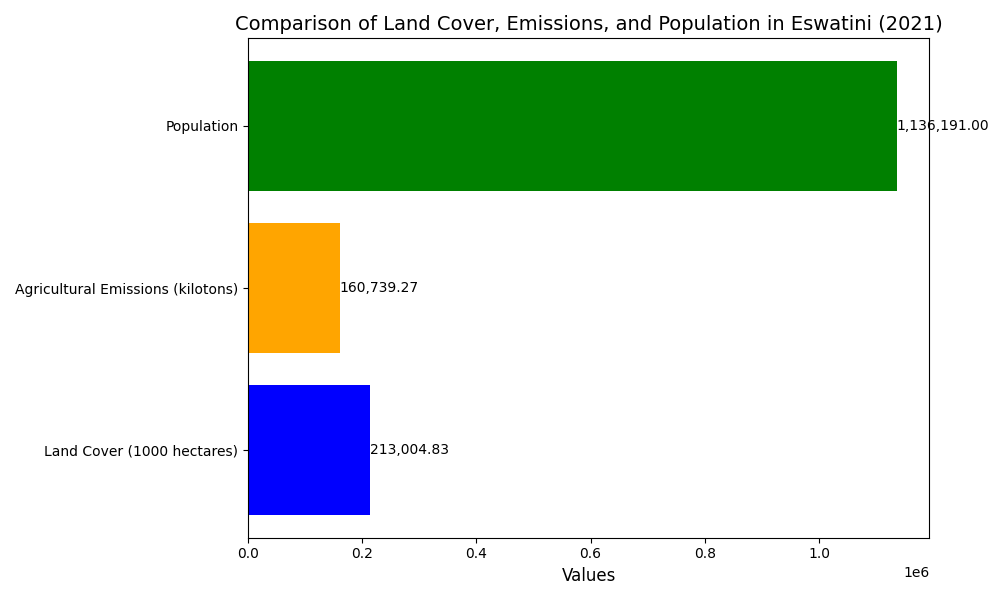 Comparison of Land Cover, Emissions, and Population in Eswatini (2021)
Population
1,136,191.00
Agricultural Emissions (kilotons)
160,739.27
Land Cover (1000 hectares)
213,004.83
0.0 0.2 0.4 0.6 0.8 1.0
1e6
Values